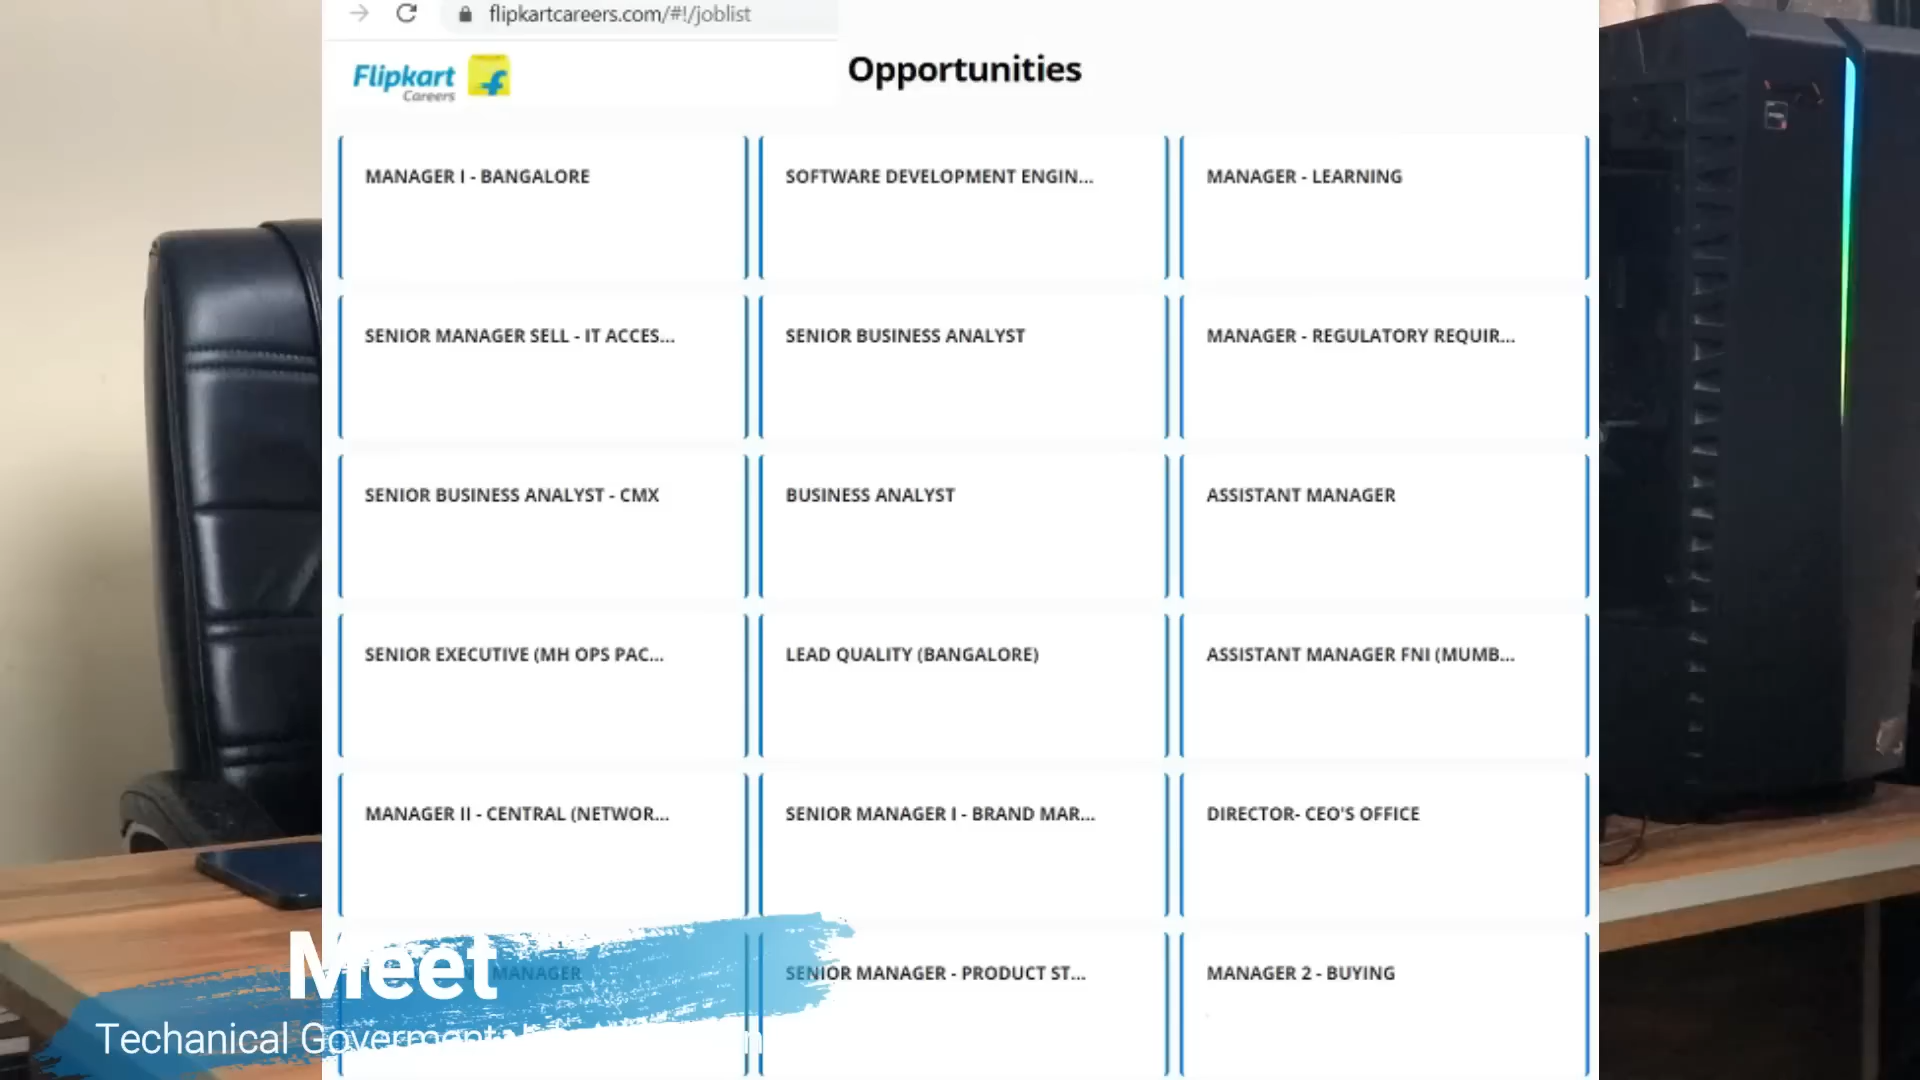 flipkartcareers.com/#!/joblist
Flipkart
Careers
Opportunities
MANAGER I - BANGALORE
SOFTWARE DEVELOPMENT ENGIN...
MANAGER - LEARNING
SENIOR MANAGER SELL - IT ACCES...
SENIOR BUSINESS ANALYST
MANAGER - REGULATORY REQUIR...
SENIOR BUSINESS ANALYST - CMX
BUSINESS ANALYST
ASSISTANT MANAGER
SENIOR EXECUTIVE (MH OPS PAC...
LEAD QUALITY (BANGALORE)
ASSISTANT MANAGER FNI (MUMB...
MANAGER II - CENTRAL (NETWOR...
SENIOR MANAGER I - BRAND MAR...
DIRECTOR- CEO'S OFFICE
MANAGER
SENIOR MANAGER - PRODUCT ST...
MANAGER 2 - BUYING
Meet
Techanical Goverment